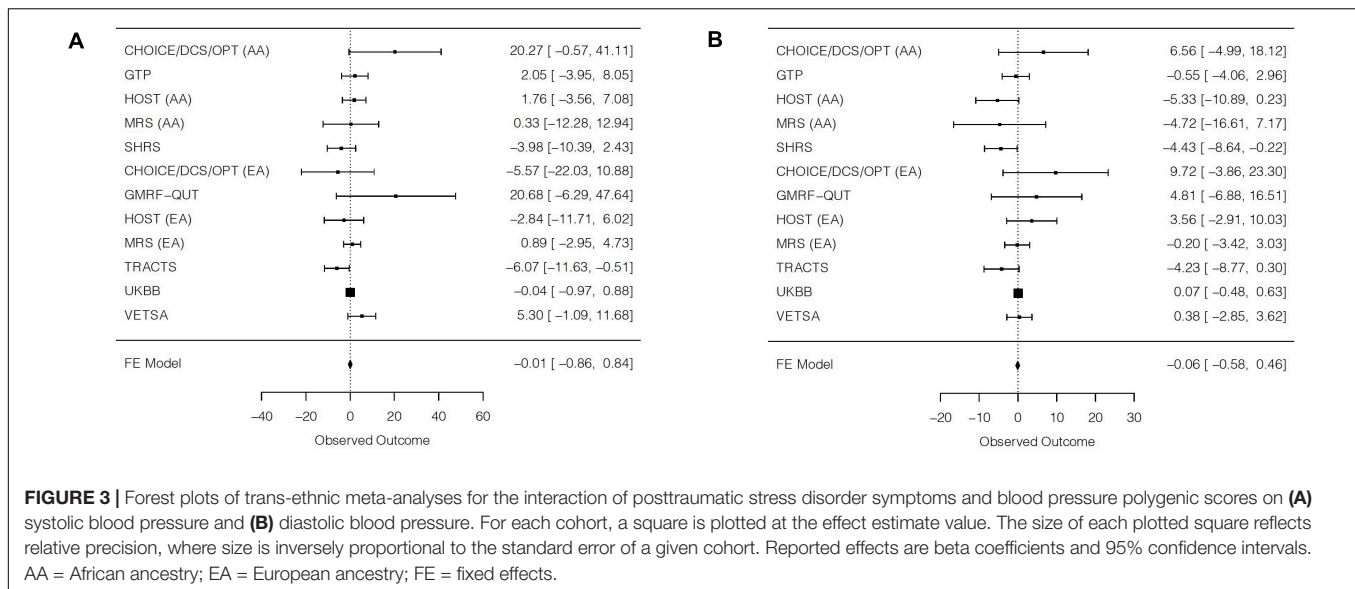 A
CHOICE/DCS/OPT (AA) 20.27 [ −0.57, 41.11]
GTP 2.05 [ −3.95, 8.05]
HOST (AA) 1.76 [ −3.56, 7.08]
MRS (AA) 0.33 [−12.28, 12.94]
SHRS −3.98 [−10.39, 2.43]
CHOICE/DCS/OPT (EA) −5.57 [−22.03, 10.88]
GMRF−QUT 20.68 [ −6.29, 47.64]
HOST (EA) −2.84 [−11.71, 6.02]
MRS (EA) 0.89 [ −2.95, 4.73]
TRACTS −6.07 [−11.63, −0.51]
UKBB −0.04 [ −0.97, 0.88]
VETSA 5.30 [ −1.09, 11.68]
FE Model −0.01 [ −0.86, 0.84]
−40 −20 0 20 40 60
Observed Outcome
B
CHOICE/DCS/OPT (AA) 6.56 [ −4.99, 18.12]
GTP −0.55 [ −4.06, 2.96]
HOST (AA) −5.33 [−10.89, 0.23]
MRS (AA) −4.72 [−16.61, 7.17]
SHRS −4.43 [ −8.64, −0.22]
CHOICE/DCS/OPT (EA) 9.72 [ −3.86, 23.30]
GMRF−QUT 4.81 [ −6.88, 16.51]
HOST (EA) 3.56 [ −2.91, 10.03]
MRS (EA) −0.20 [ −3.42, 3.03]
TRACTS −4.23 [ −8.77, 0.30]
UKBB 0.07 [ −0.48, 0.63]
VETSA 0.38 [ −2.85, 3.62]
FE Model −0.06 [ −0.58, 0.46]
−20 −10 0 10 20 30
Observed Outcome
FIGURE 3 | Forest plots of trans-ethnic meta-analyses for the interaction of posttraumatic stress disorder symptoms and blood pressure polygenic scores on (A)
systolic blood pressure and (B) diastolic blood pressure. For each cohort, a square is plotted at the effect estimate value. The size of each plotted square reflects
relative precision, where size is inversely proportional to the standard error of a given cohort. Reported effects are beta coefficients and 95% confidence intervals.
AA = African ancestry; EA = European ancestry; FE = fixed effects.